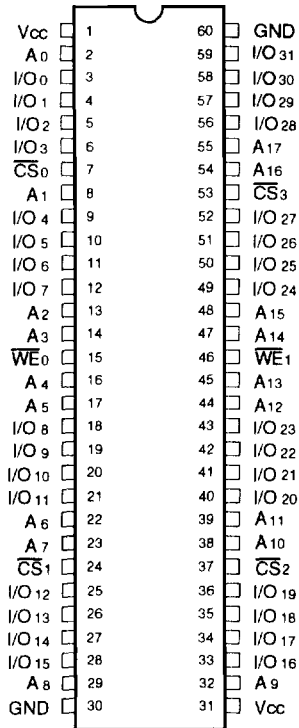 Vcc 1 60 GND
A0 2 59 I/O31
I/O0 3 58 I/O30
I/O1 4 57 I/O29
I/O2 5 56 I/O28
I/O3 6 55 A17
C̅S̅0 7 54 A16
A1 8 53 C̅S̅3
I/O4 9 52 I/O27
I/O5 10 51 I/O26
I/O6 11 50 I/O25
I/O7 12 49 I/O24
A2 13 48 A15
A3 14 47 A14
W̅E̅0 15 46 W̅E̅1
A4 16 45 A13
A5 17 44 A12
I/O8 18 43 I/O23
I/O9 19 42 I/O22
I/O10 20 41 I/O21
I/O11 21 40 I/O20
A6 22 39 A11
A7 23 38 A10
C̅S̅1 24 37 C̅S̅2
I/O12 25 36 I/O19
I/O13 26 35 I/O18
I/O14 27 34 I/O17
I/O15 28 33 I/O16
A8 29 32 A9
GND 30 31 Vcc